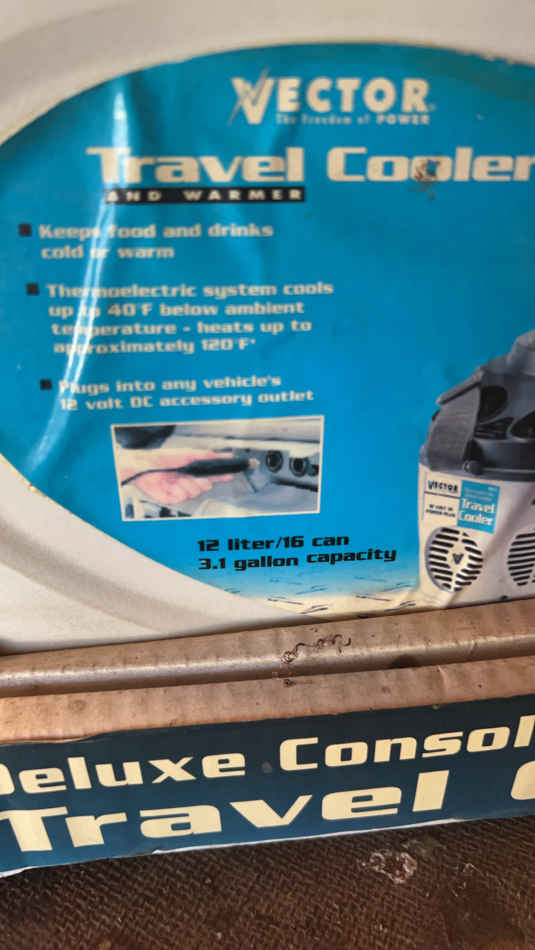 VECTOR
The Freedom of POWER
Travel Cooler
AND WARMER
Keeps food and drinks
cold or warm
Thermoelectric system cools
up to 40°F below ambient
temperature - heats up to
approximately 120°F*
Plugs into any vehicle's
12 volt DC accessory outlet
12 liter/16 can
3.1 gallon capacity
VECTOR
Travel
Cooler
Deluxe Consol
Travel